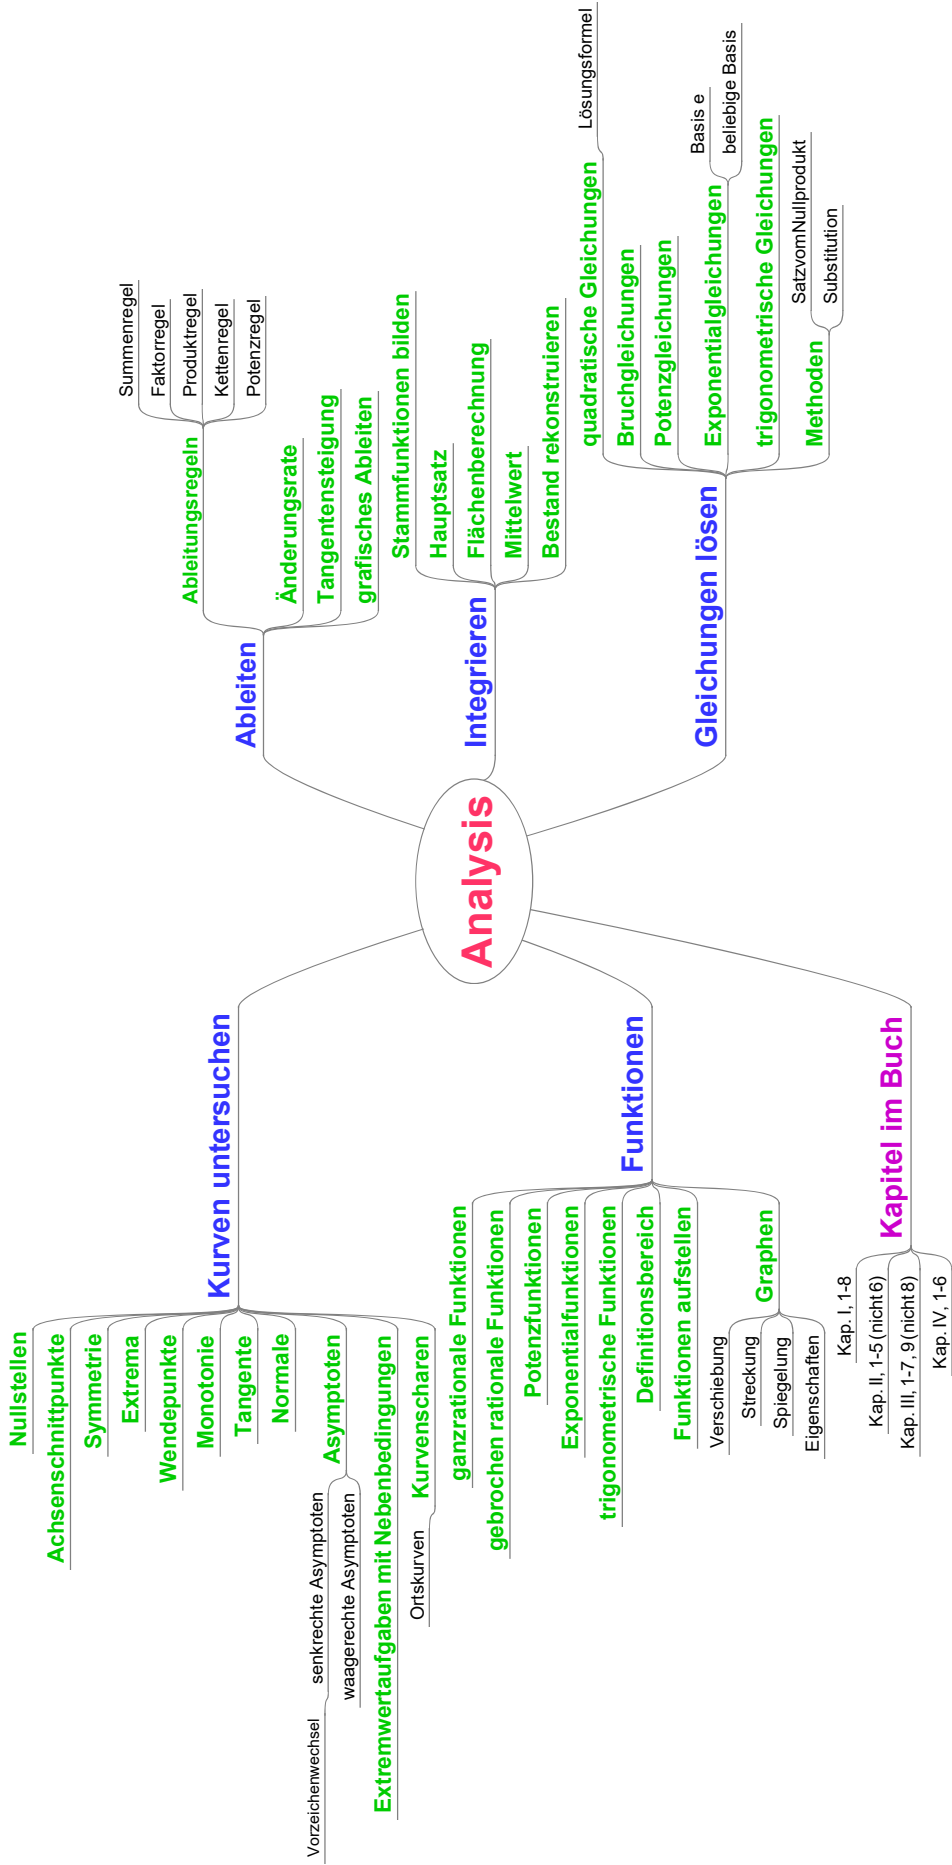 Analysis
Ableiten
Ableitungsregeln
Summenregel
Faktorregel
Produktregel
Kettenregel
Potenzregel
Änderungsrate
Tangentensteigung
grafisches Ableiten
Integrieren
Stammfunktionen bilden
Hauptsatz
Flächenberechnung
Mittelwert
Bestand rekonstruieren
Gleichungen lösen
quadratische Gleichungen
Lösungsformel
Bruchgleichungen
Potenzgleichungen
Exponentialgleichungen
Basis e
beliebige Basis
trigonometrische Gleichungen
Methoden
SatzvomNullprodukt
Substitution
Kurven untersuchen
Nullstellen
Achsenschnittpunkte
Symmetrie
Extrema
Wendepunkte
Monotonie
Tangente
Normale
Asymptoten
senkrechte Asymptoten
Vorzeichenwechsel
waagerechte Asymptoten
Extremwertaufgaben mit Nebenbedingungen
Kurvenscharen
Ortskurven
Funktionen
ganzrationale Funktionen
gebrochen rationale Funktionen
Potenzfunktionen
Exponentialfunktionen
trigonometrische Funktionen
Definitionsbereich
Funktionen aufstellen
Graphen
Verschiebung
Streckung
Spiegelung
Eigenschaften
Kapitel im Buch
Kap. I, 1-8
Kap. II, 1-5 (nicht 6)
Kap. III, 1-7, 9 (nicht 8)
Kap. IV, 1-6